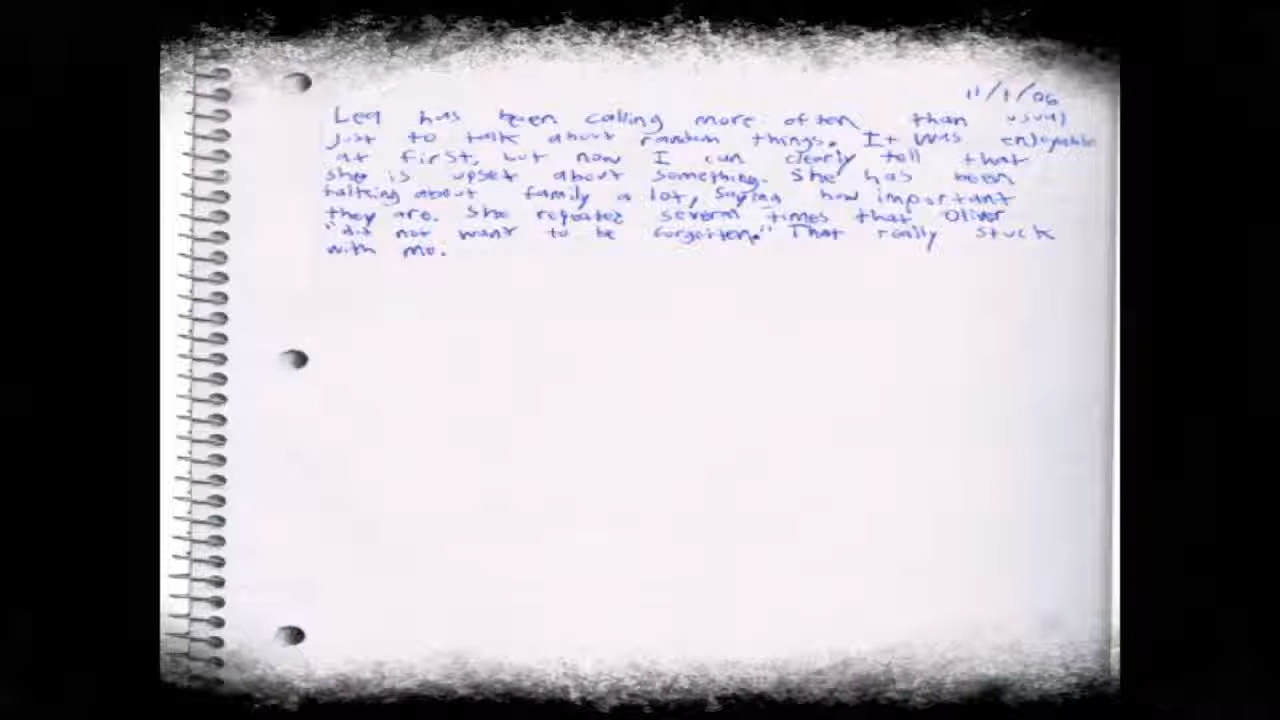 11/1/06
Lea has been calling more often than usual
just to talk about random things. It was enjoyable
at first, but now I can clearly tell that
she is upset about something. She has been
talking about family a lot, saying how important
they are. She repeated several times that Oliver
"did not want to be forgotten." That really stuck
with me.